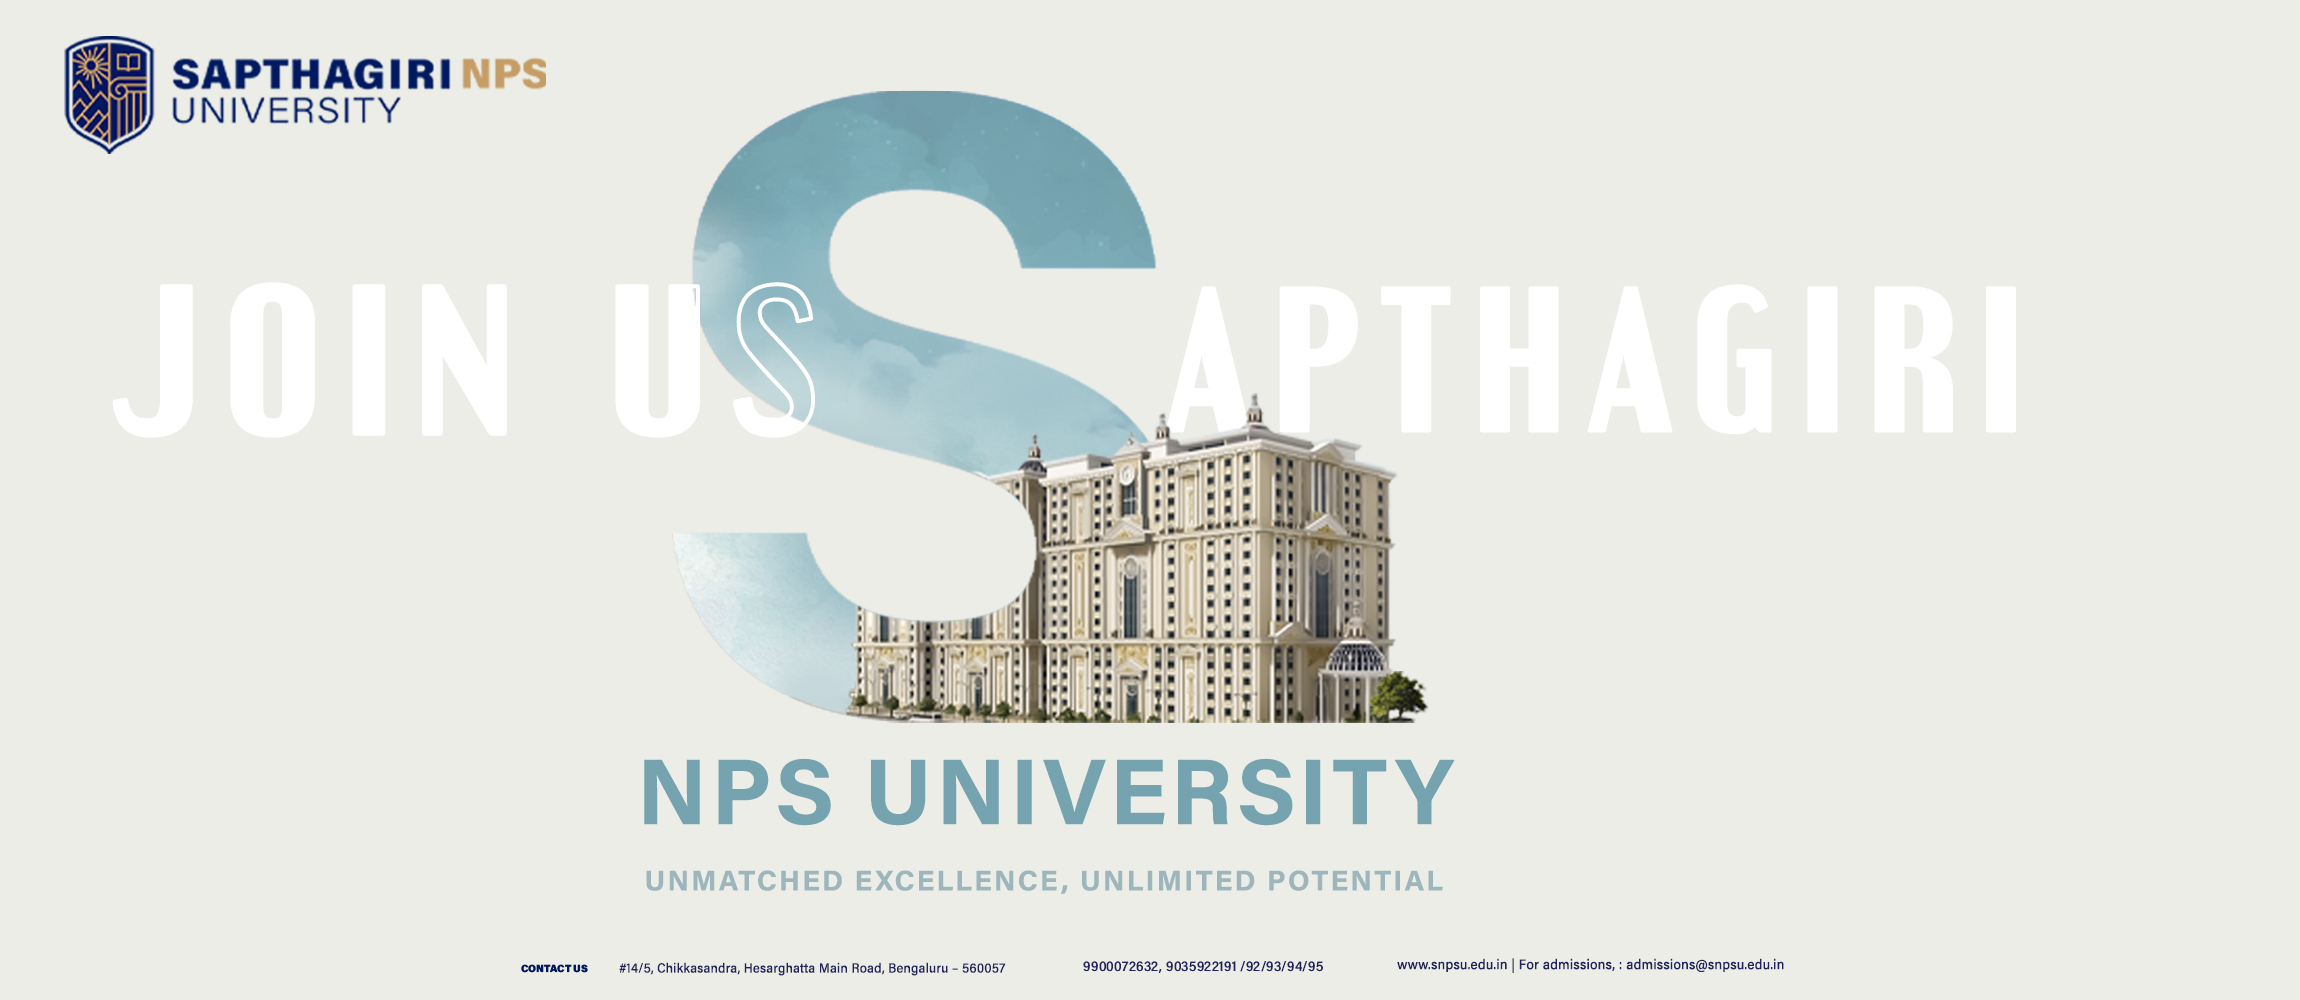 SAPTHAGIRI NPS
UNIVERSITY
JOIN US SAPTHAGIRI
NPS UNIVERSITY
UNMATCHED EXCELLENCE, UNLIMITED POTENTIAL
CONTACT US #14/5, Chikkasandra, Hesarghatta Main Road, Bengaluru – 560057 9900072632, 9035922191 /92/93/94/95 www.snpsu.edu.in | For admissions, : admissions@snpsu.edu.in